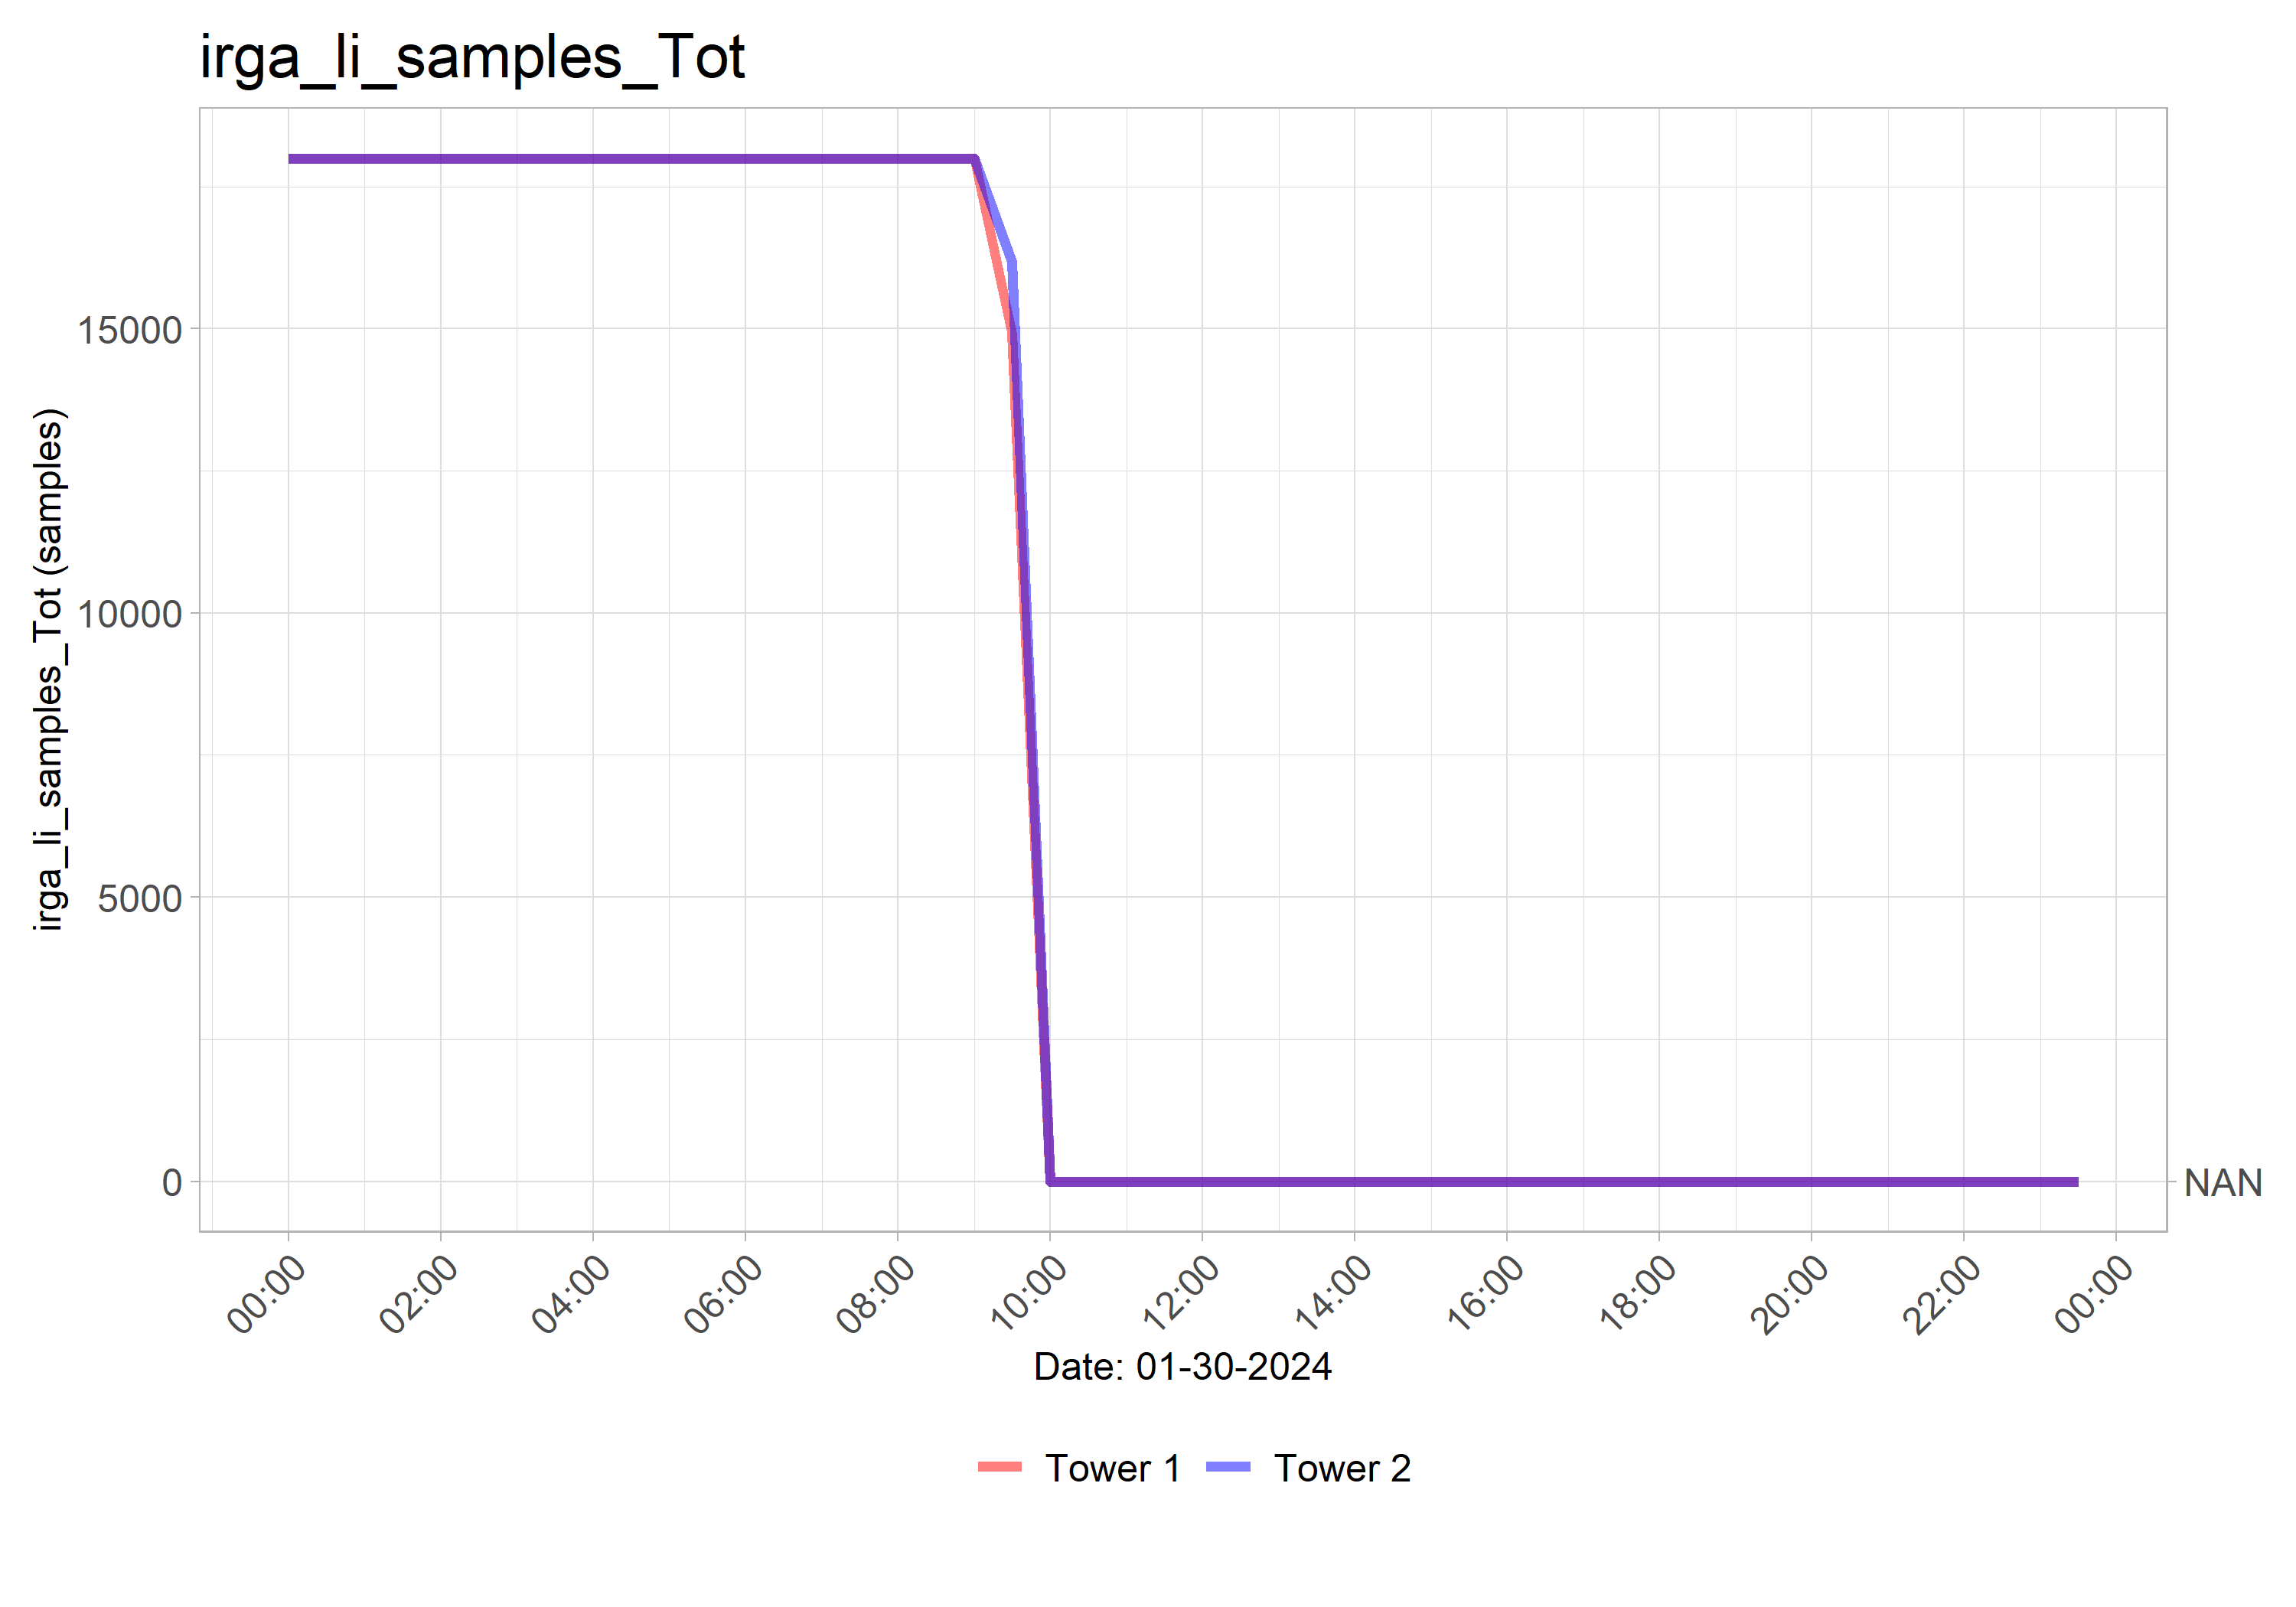 irga_li_samples_Tot
irga_li_samples_Tot (samples)
15000
10000
5000
0
NAN
00:00 02:00 04:00 06:00 08:00 10:00 12:00 14:00 16:00 18:00 20:00 22:00 00:00
Date: 01-30-2024
Tower 1 Tower 2